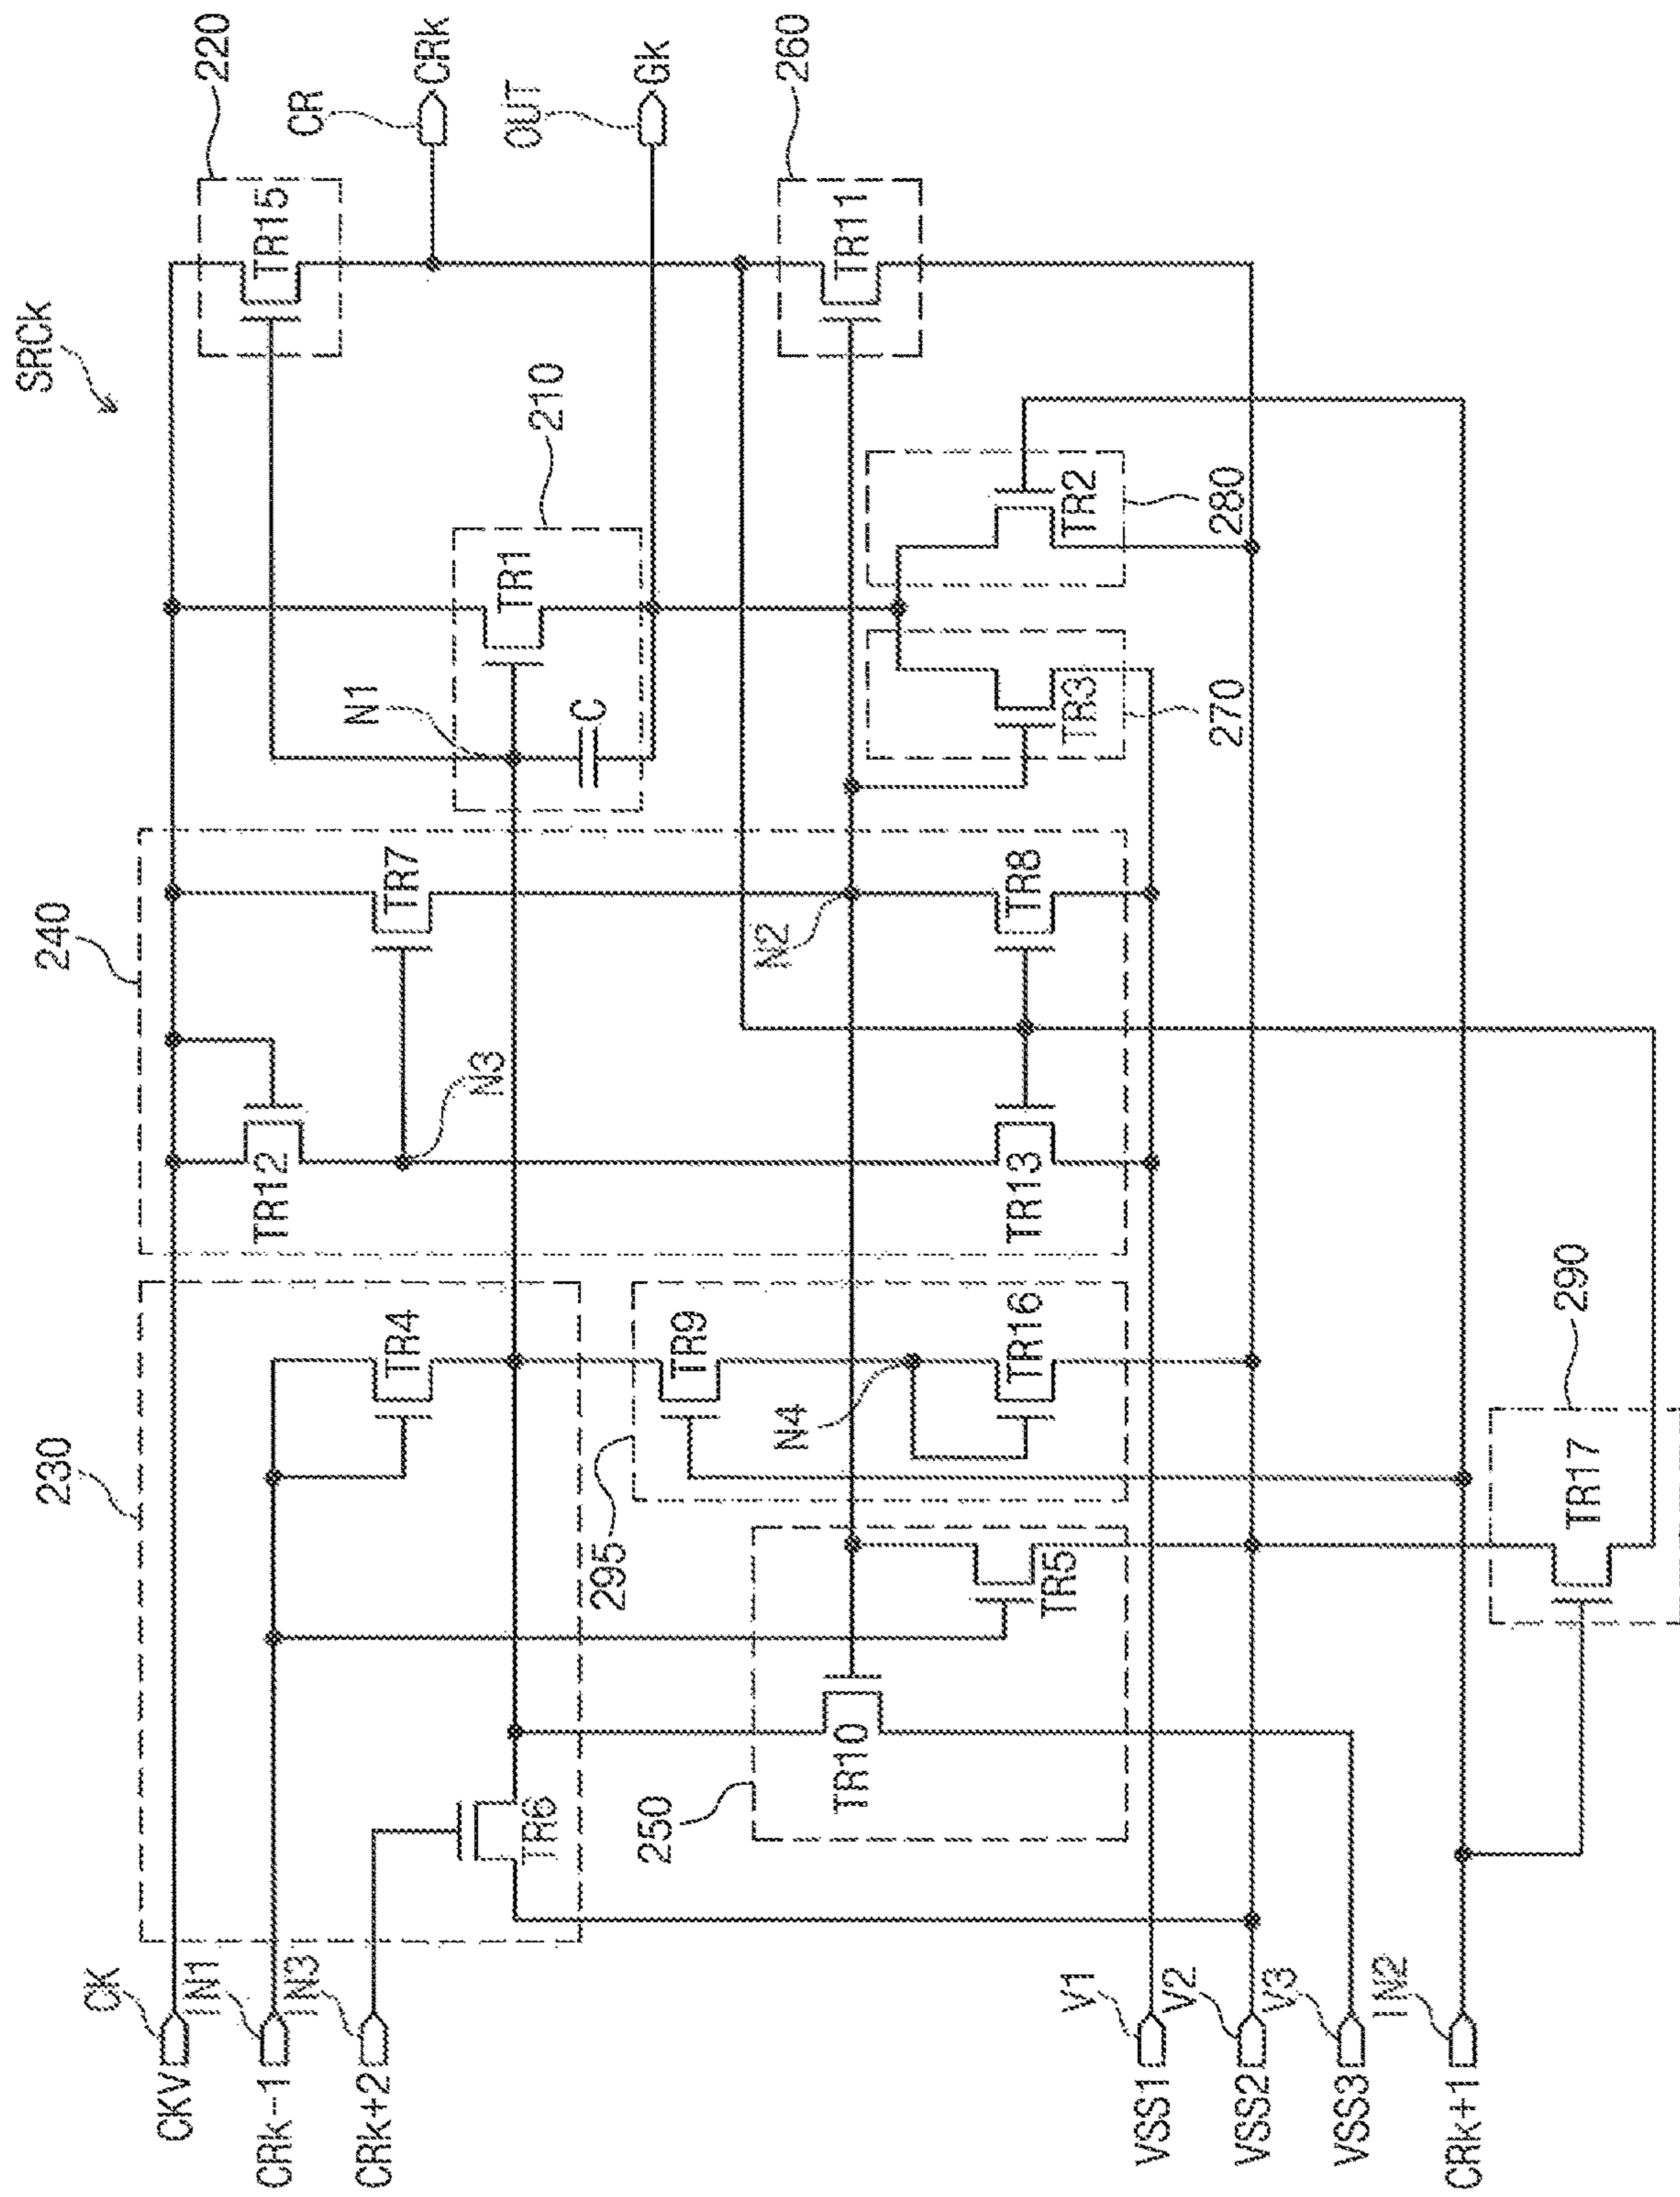 SRCk
220
CR
CRk
OUT
Gk
260
TR15
TR11
210
TR1
N1
C
TR2
280
TR3
270
240
TR7
N2
TR8
N3
TR12
TR13
230
TR4
TR9
TR16
N4
295
290
TR17
TR5
TR10
250
TR6
CK
CKV
IN1
CRk-1
IN3
CRk+2
V1
VSS1
V2
VSS2
V3
VSS3
IN2
CRk+1